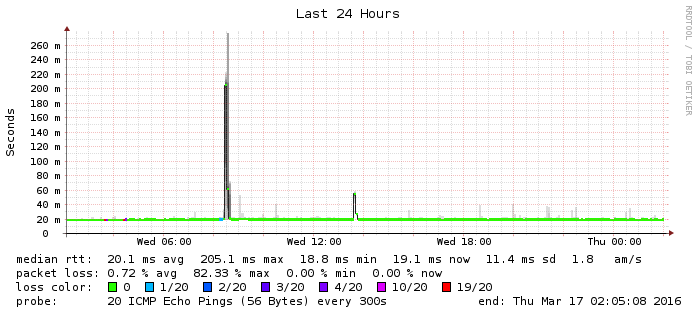 Last 24 Hours
RRDTOOL / TOBI OETIKER
Seconds
260 m
240 m
220 m
200 m
180 m
160 m
140 m
120 m
100 m
80 m
60 m
40 m
20 m
0
Wed 06:00 Wed 12:00 Wed 18:00 Thu 00:00
median rtt: 20.1 ms avg 205.1 ms max 18.8 ms min 19.1 ms now 11.4 ms sd 1.8 am/s
packet loss: 0.72 % avg 82.33 % max 0.00 % min 0.00 % now
loss color: 0 1/20 2/20 3/20 4/20 10/20 19/20
probe: 20 ICMP Echo Pings (56 Bytes) every 300s end: Thu Mar 17 02:05:08 2016